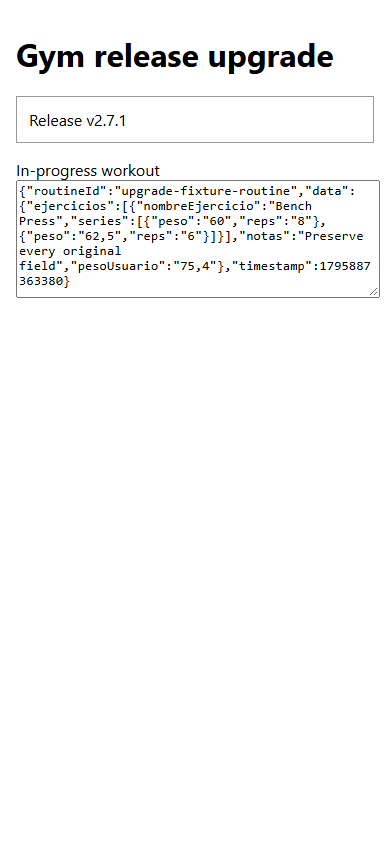 Gym release upgrade
Release v2.7.1
In-progress workout
{"routineId":"upgrade-fixture-routine","data":
{"ejercicios":[{"nombreEjercicio":"Bench
Press","series":[{"peso":"60","reps":"8"},
{"peso":"62,5","reps":"6"}]}],"notas":"Preserve
every original
field","pesoUsuario":"75,4"},"timestamp":1795887
363380}